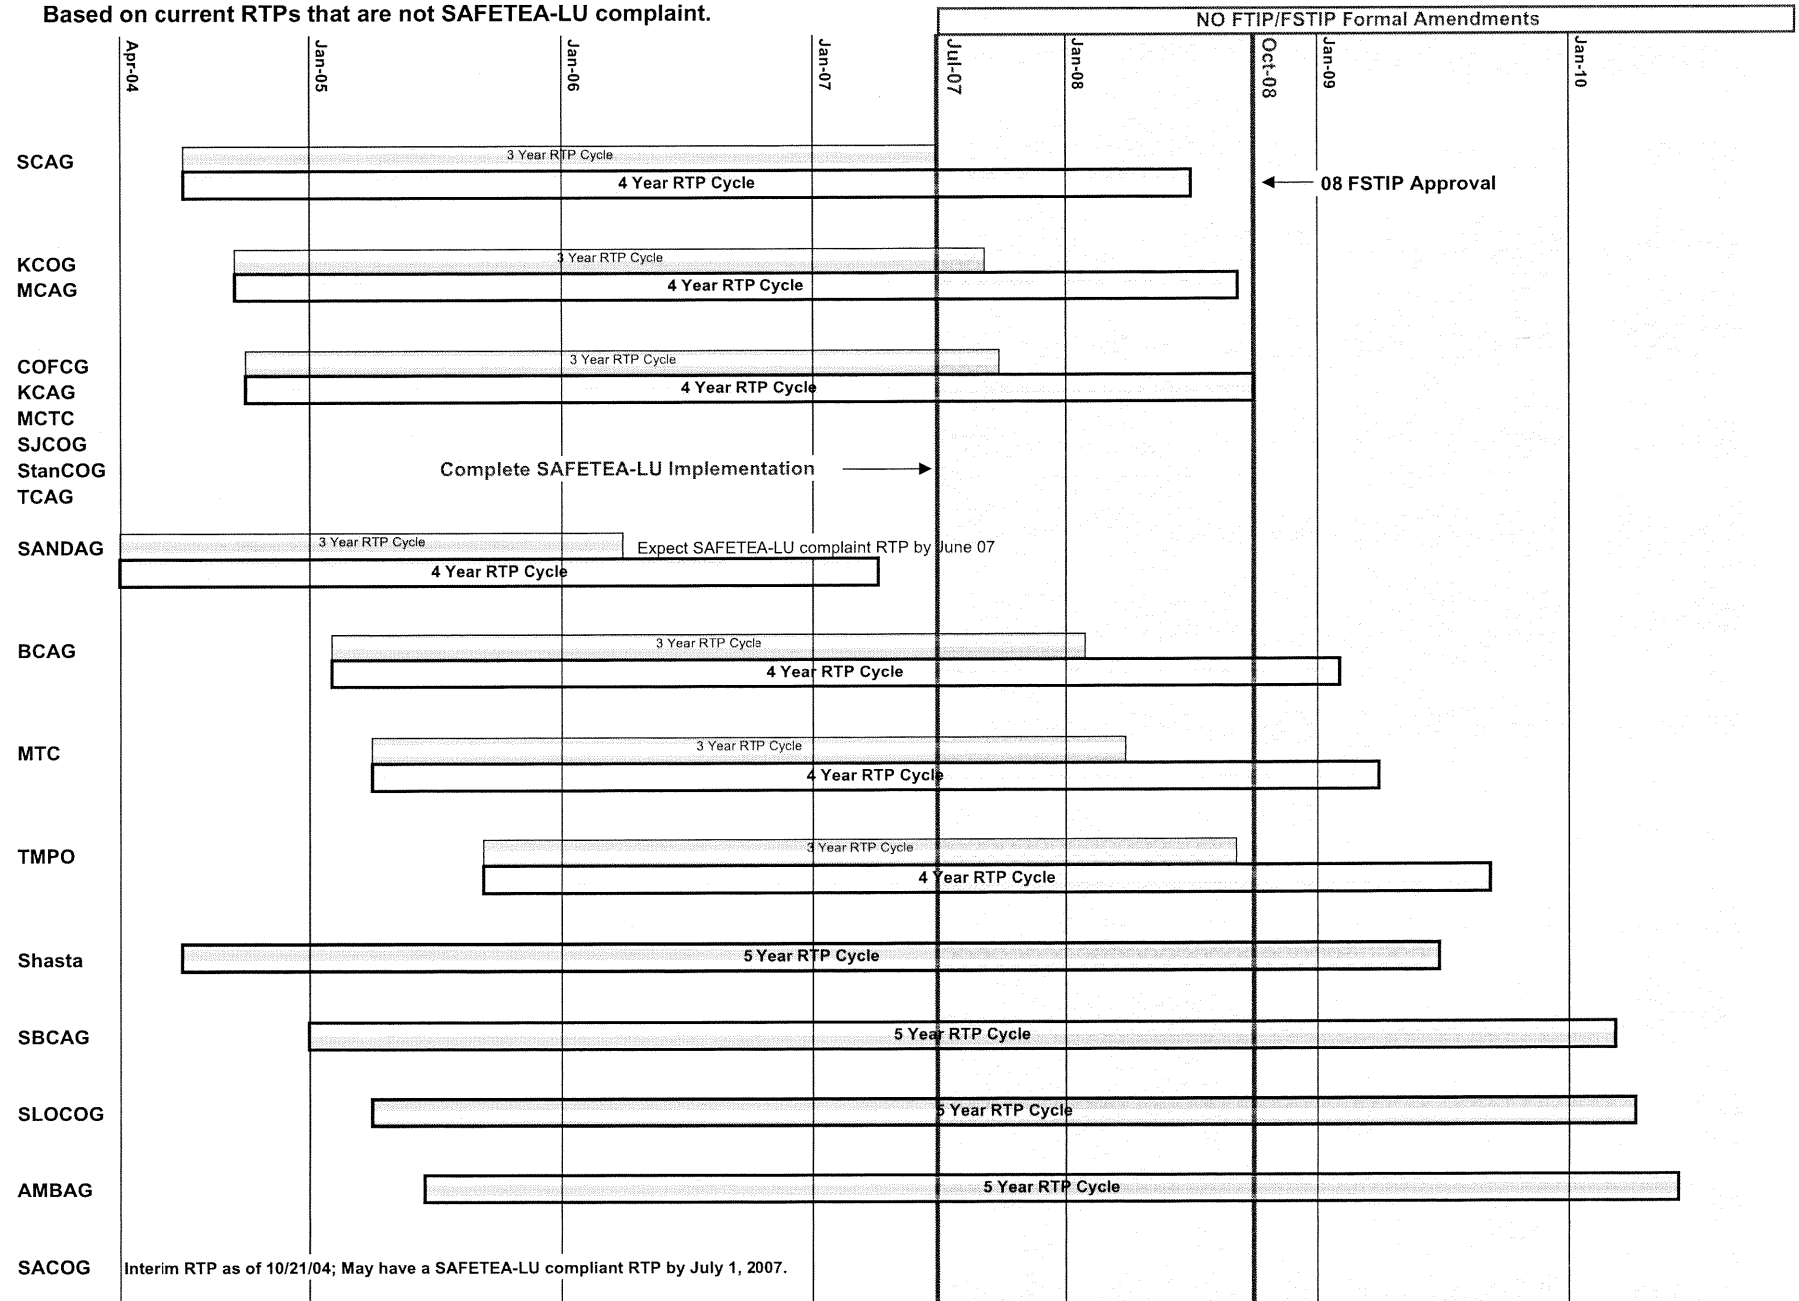 Based on current RTPs that are not SAFETEA-LU complaint.
NO FTIP/FSTIP Formal Amendments
Apr-04
Jan-05
Jan-06
Jan-07
Jul-07
Jan-08
Oct-08
Jan-09
Jan-10
SCAG
3 Year RTP Cycle
4 Year RTP Cycle
08 FSTIP Approval
KCOG
MCAG
3 Year RTP Cycle
4 Year RTP Cycle
COFCG
KCAG
MCTC
SJCOG
StanCOG
TCAG
3 Year RTP Cycle
4 Year RTP Cycle
Complete SAFETEA-LU Implementation
SANDAG
3 Year RTP Cycle
Expect SAFETEA-LU complaint RTP by June 07
4 Year RTP Cycle
BCAG
3 Year RTP Cycle
4 Year RTP Cycle
MTC
3 Year RTP Cycle
4 Year RTP Cycle
TMPO
3 Year RTP Cycle
4 Year RTP Cycle
Shasta
5 Year RTP Cycle
SBCAG
5 Year RTP Cycle
SLOCOG
5 Year RTP Cycle
AMBAG
5 Year RTP Cycle
SACOG
Interim RTP as of 10/21/04; May have a SAFETEA-LU compliant RTP by July 1, 2007.